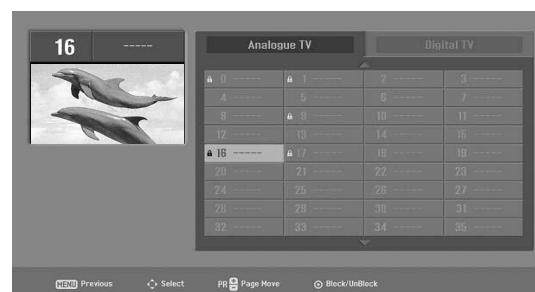 16 -----
Analogue TV Digital TV
0 ----- 1 ----- 2 ----- 3 -----
4 ----- 5 ----- 6 ----- 7 -----
8 ----- 9 ----- 10 ----- 11 -----
12 ----- 13 ----- 14 ----- 15 -----
16 ----- 17 ----- 18 ----- 19 -----
20 ----- 21 ----- 22 ----- 23 -----
24 ----- 25 ----- 26 ----- 27 -----
28 ----- 29 ----- 30 ----- 31 -----
32 ----- 33 ----- 34 ----- 35 -----
MENU Previous Select PR Page Move Block/UnBlock